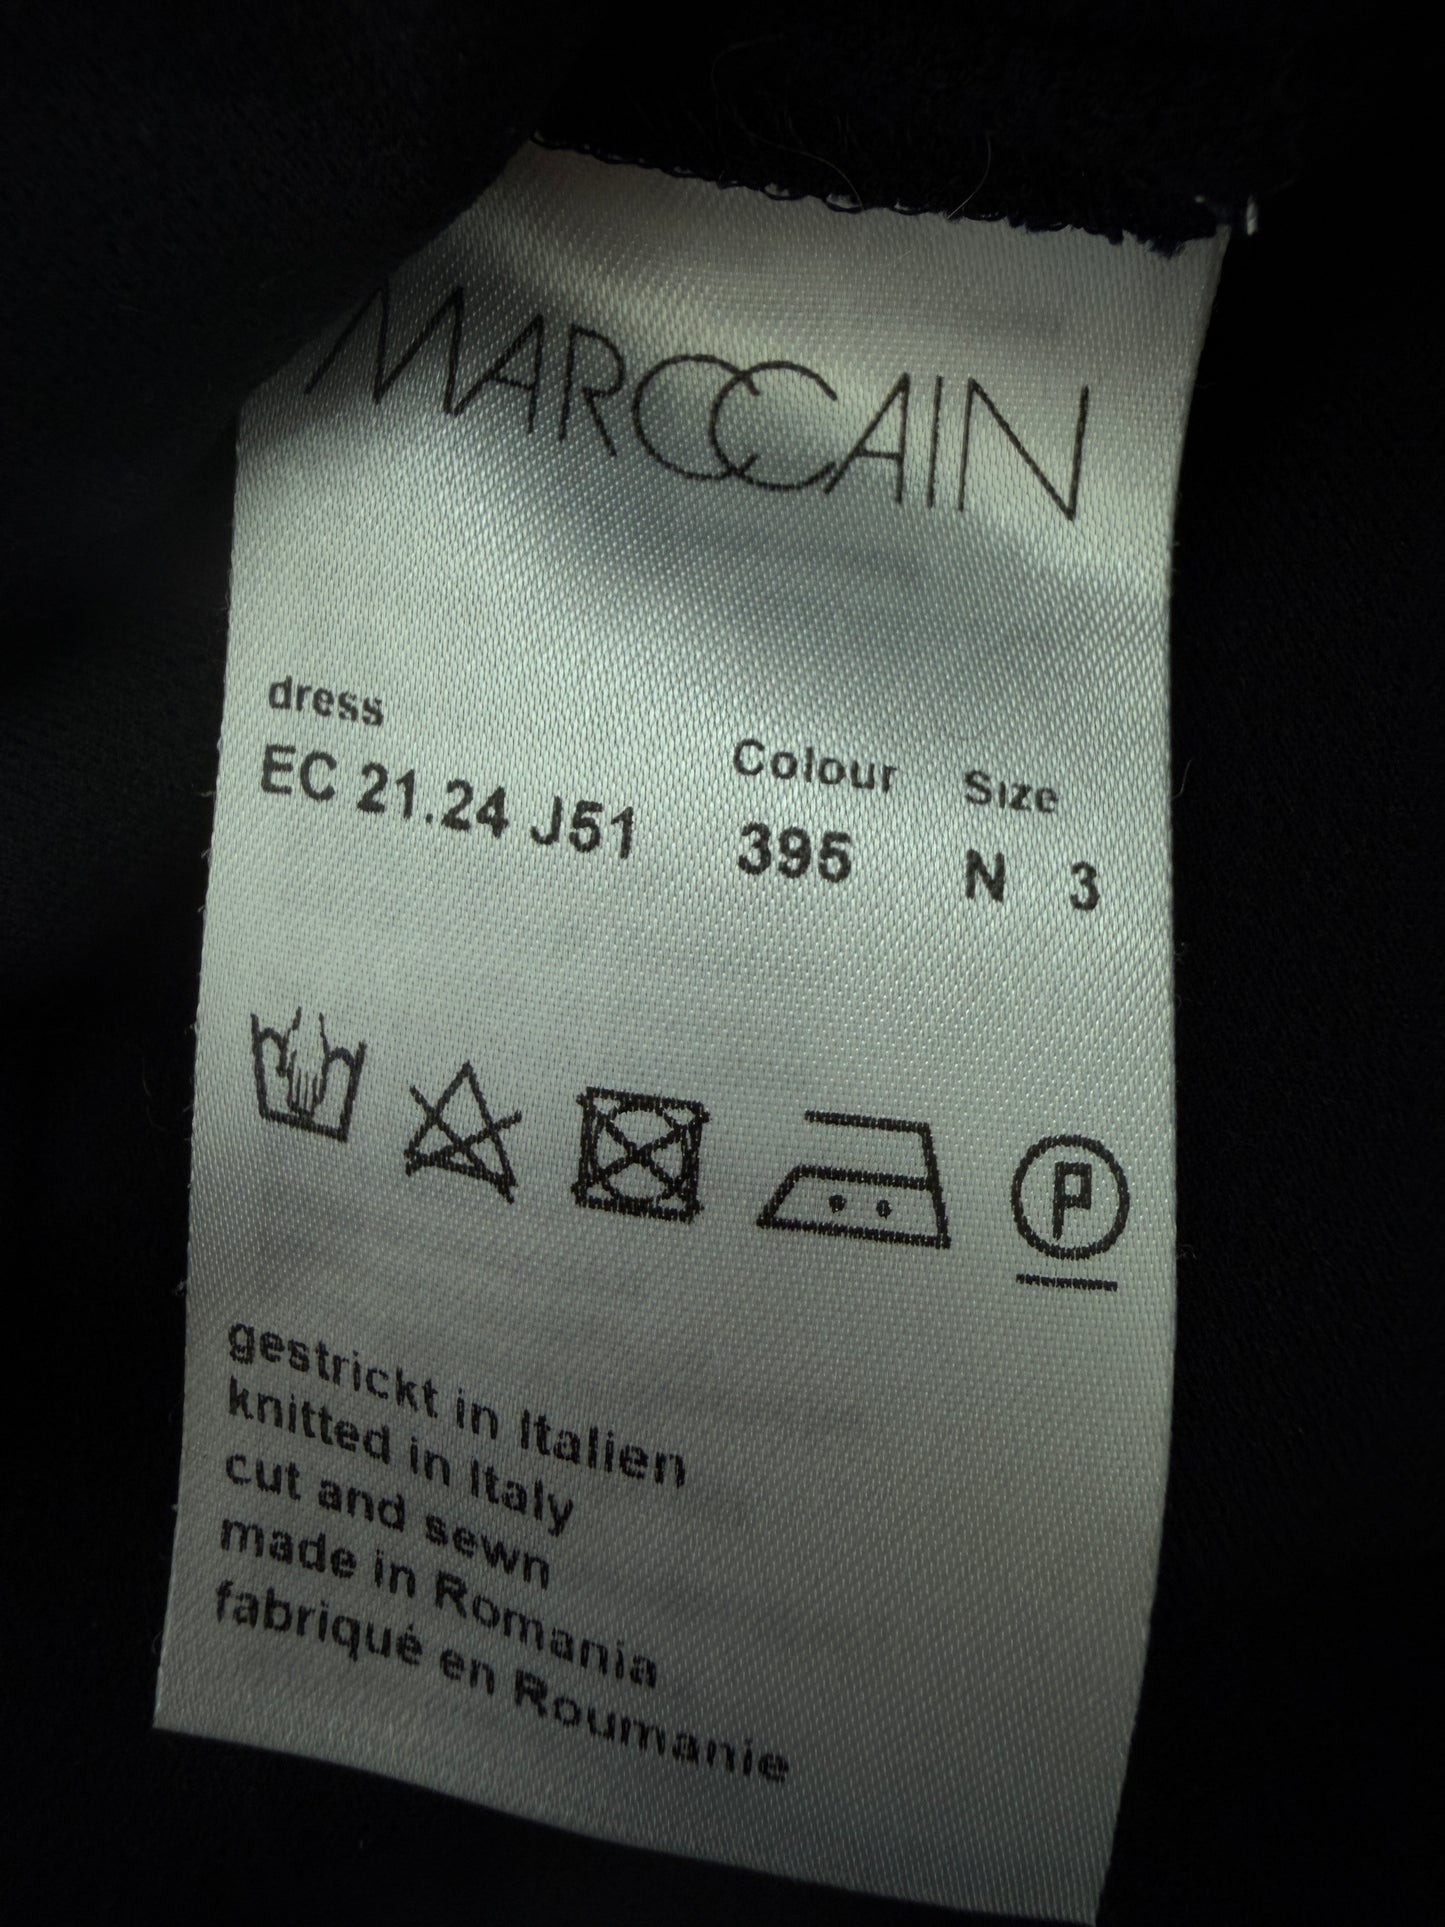 MARCCAIN
dress
Colour Size
EC 21.24 J51 395 N 3
P
gestrickt in Italien
knitted in Italy
cut and sewn
made in Romania
fabriqué en Roumanie